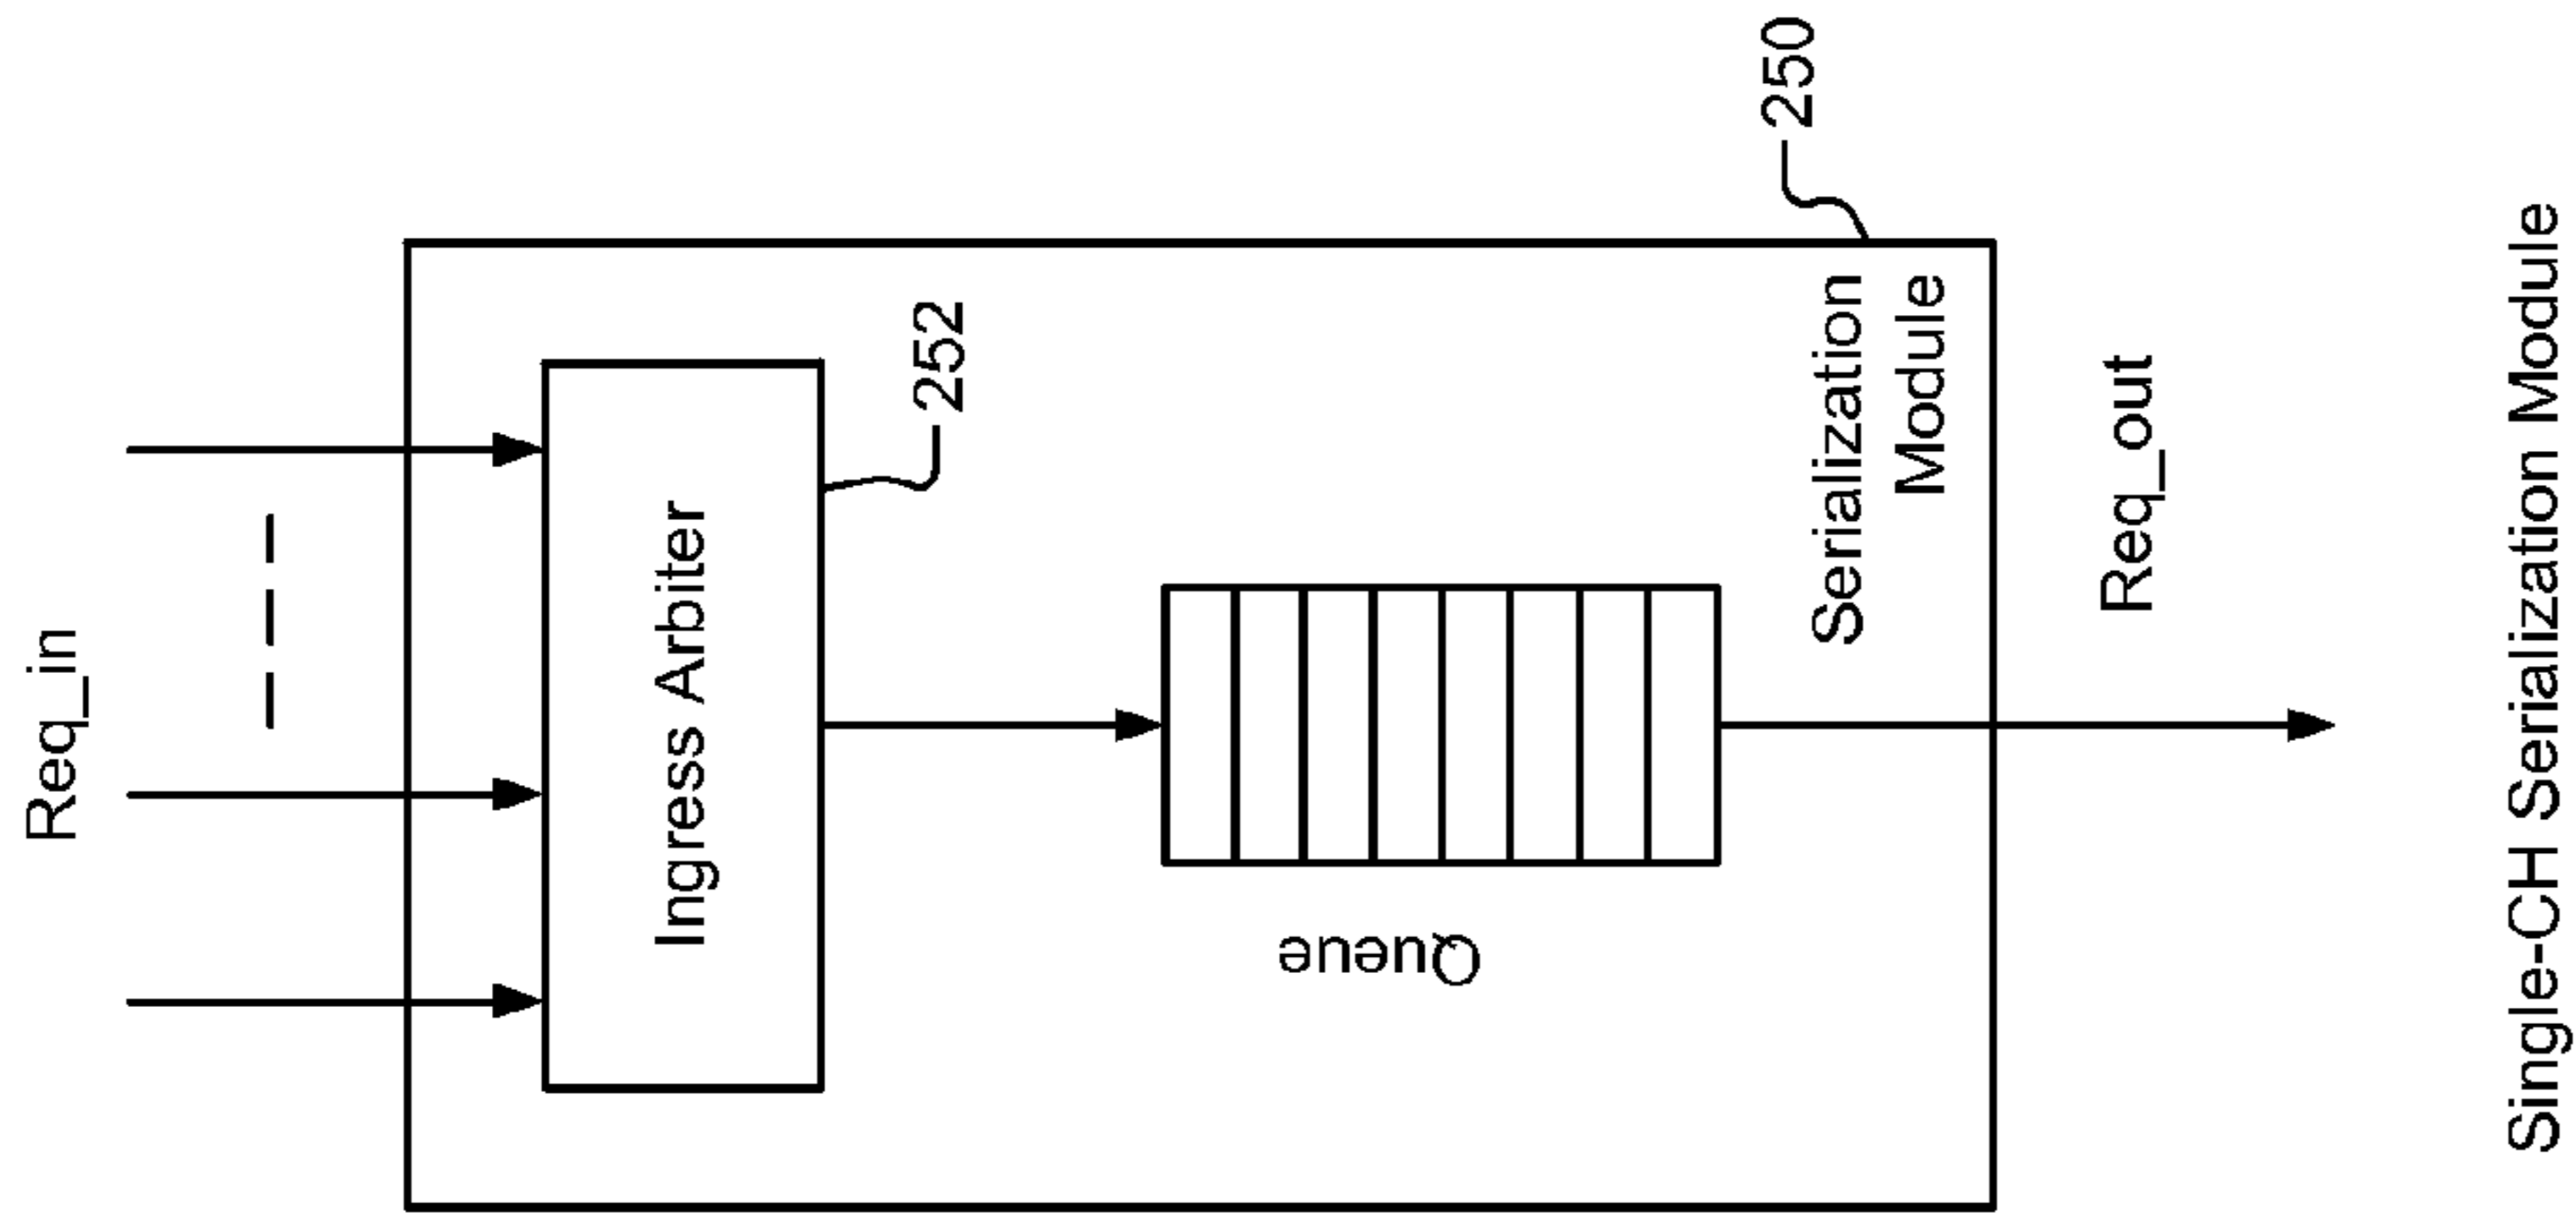 Req_in
Ingress Arbiter
252
Queue
Serialization
Module
250
Req_out
Single-CH Serialization Module